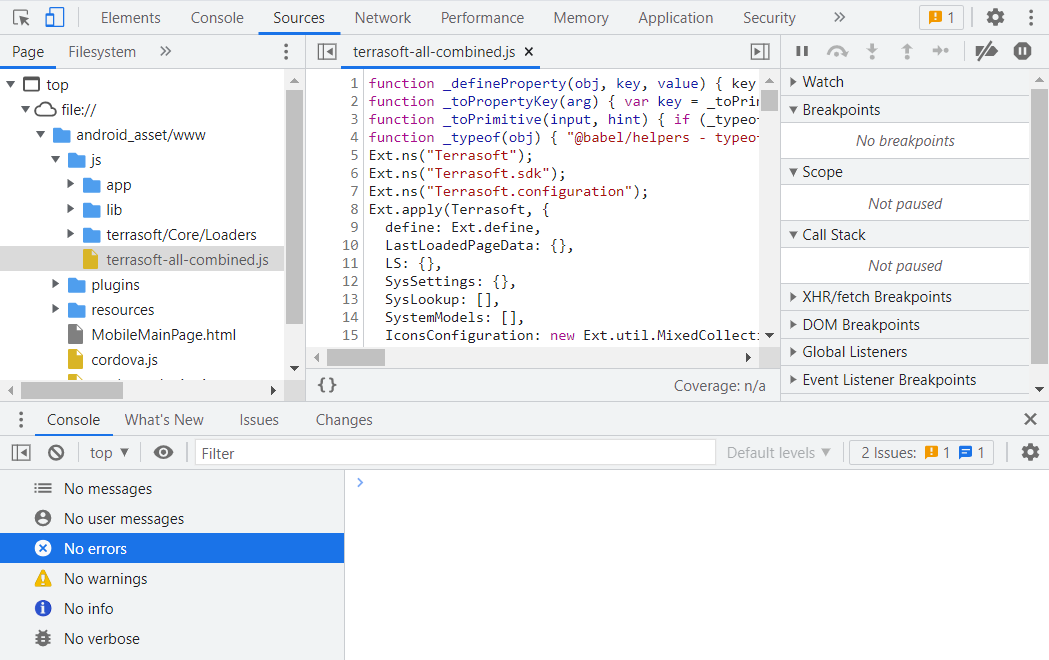 Elements Console Sources Network Performance Memory Application Security 1
Page Filesystem
terrasoft-all-combined.js
top
file://
android_asset/www
js
app
lib
terrasoft/Core/Loaders
terrasoft-all-combined.js
plugins
resources
MobileMainPage.html
cordova.js
1 function _defineProperty(obj, key, value) { key
2 function _toPropertyKey(arg) { var key = _toPri
3 function _toPrimitive(input, hint) { if (_typeo
4 function _typeof(obj) { "@babel/helpers - typeo
5 Ext.ns("Terrasoft");
6 Ext.ns("Terrasoft.sdk");
7 Ext.ns("Terrasoft.configuration");
8 Ext.apply(Terrasoft, {
9 define: Ext.define,
10 LastLoadedPageData: {},
11 LS: {},
12 SysSettings: {},
13 SysLookup: [],
14 SystemModels: [],
15 IconsConfiguration: new Ext.util.MixedCollecti
{} Coverage: n/a
Watch
Breakpoints
No breakpoints
Scope
Not paused
Call Stack
Not paused
XHR/fetch Breakpoints
DOM Breakpoints
Global Listeners
Event Listener Breakpoints
Console What's New Issues Changes
top Filter Default levels 2 Issues: 1 1
No messages
No user messages
No errors
No warnings
No info
No verbose